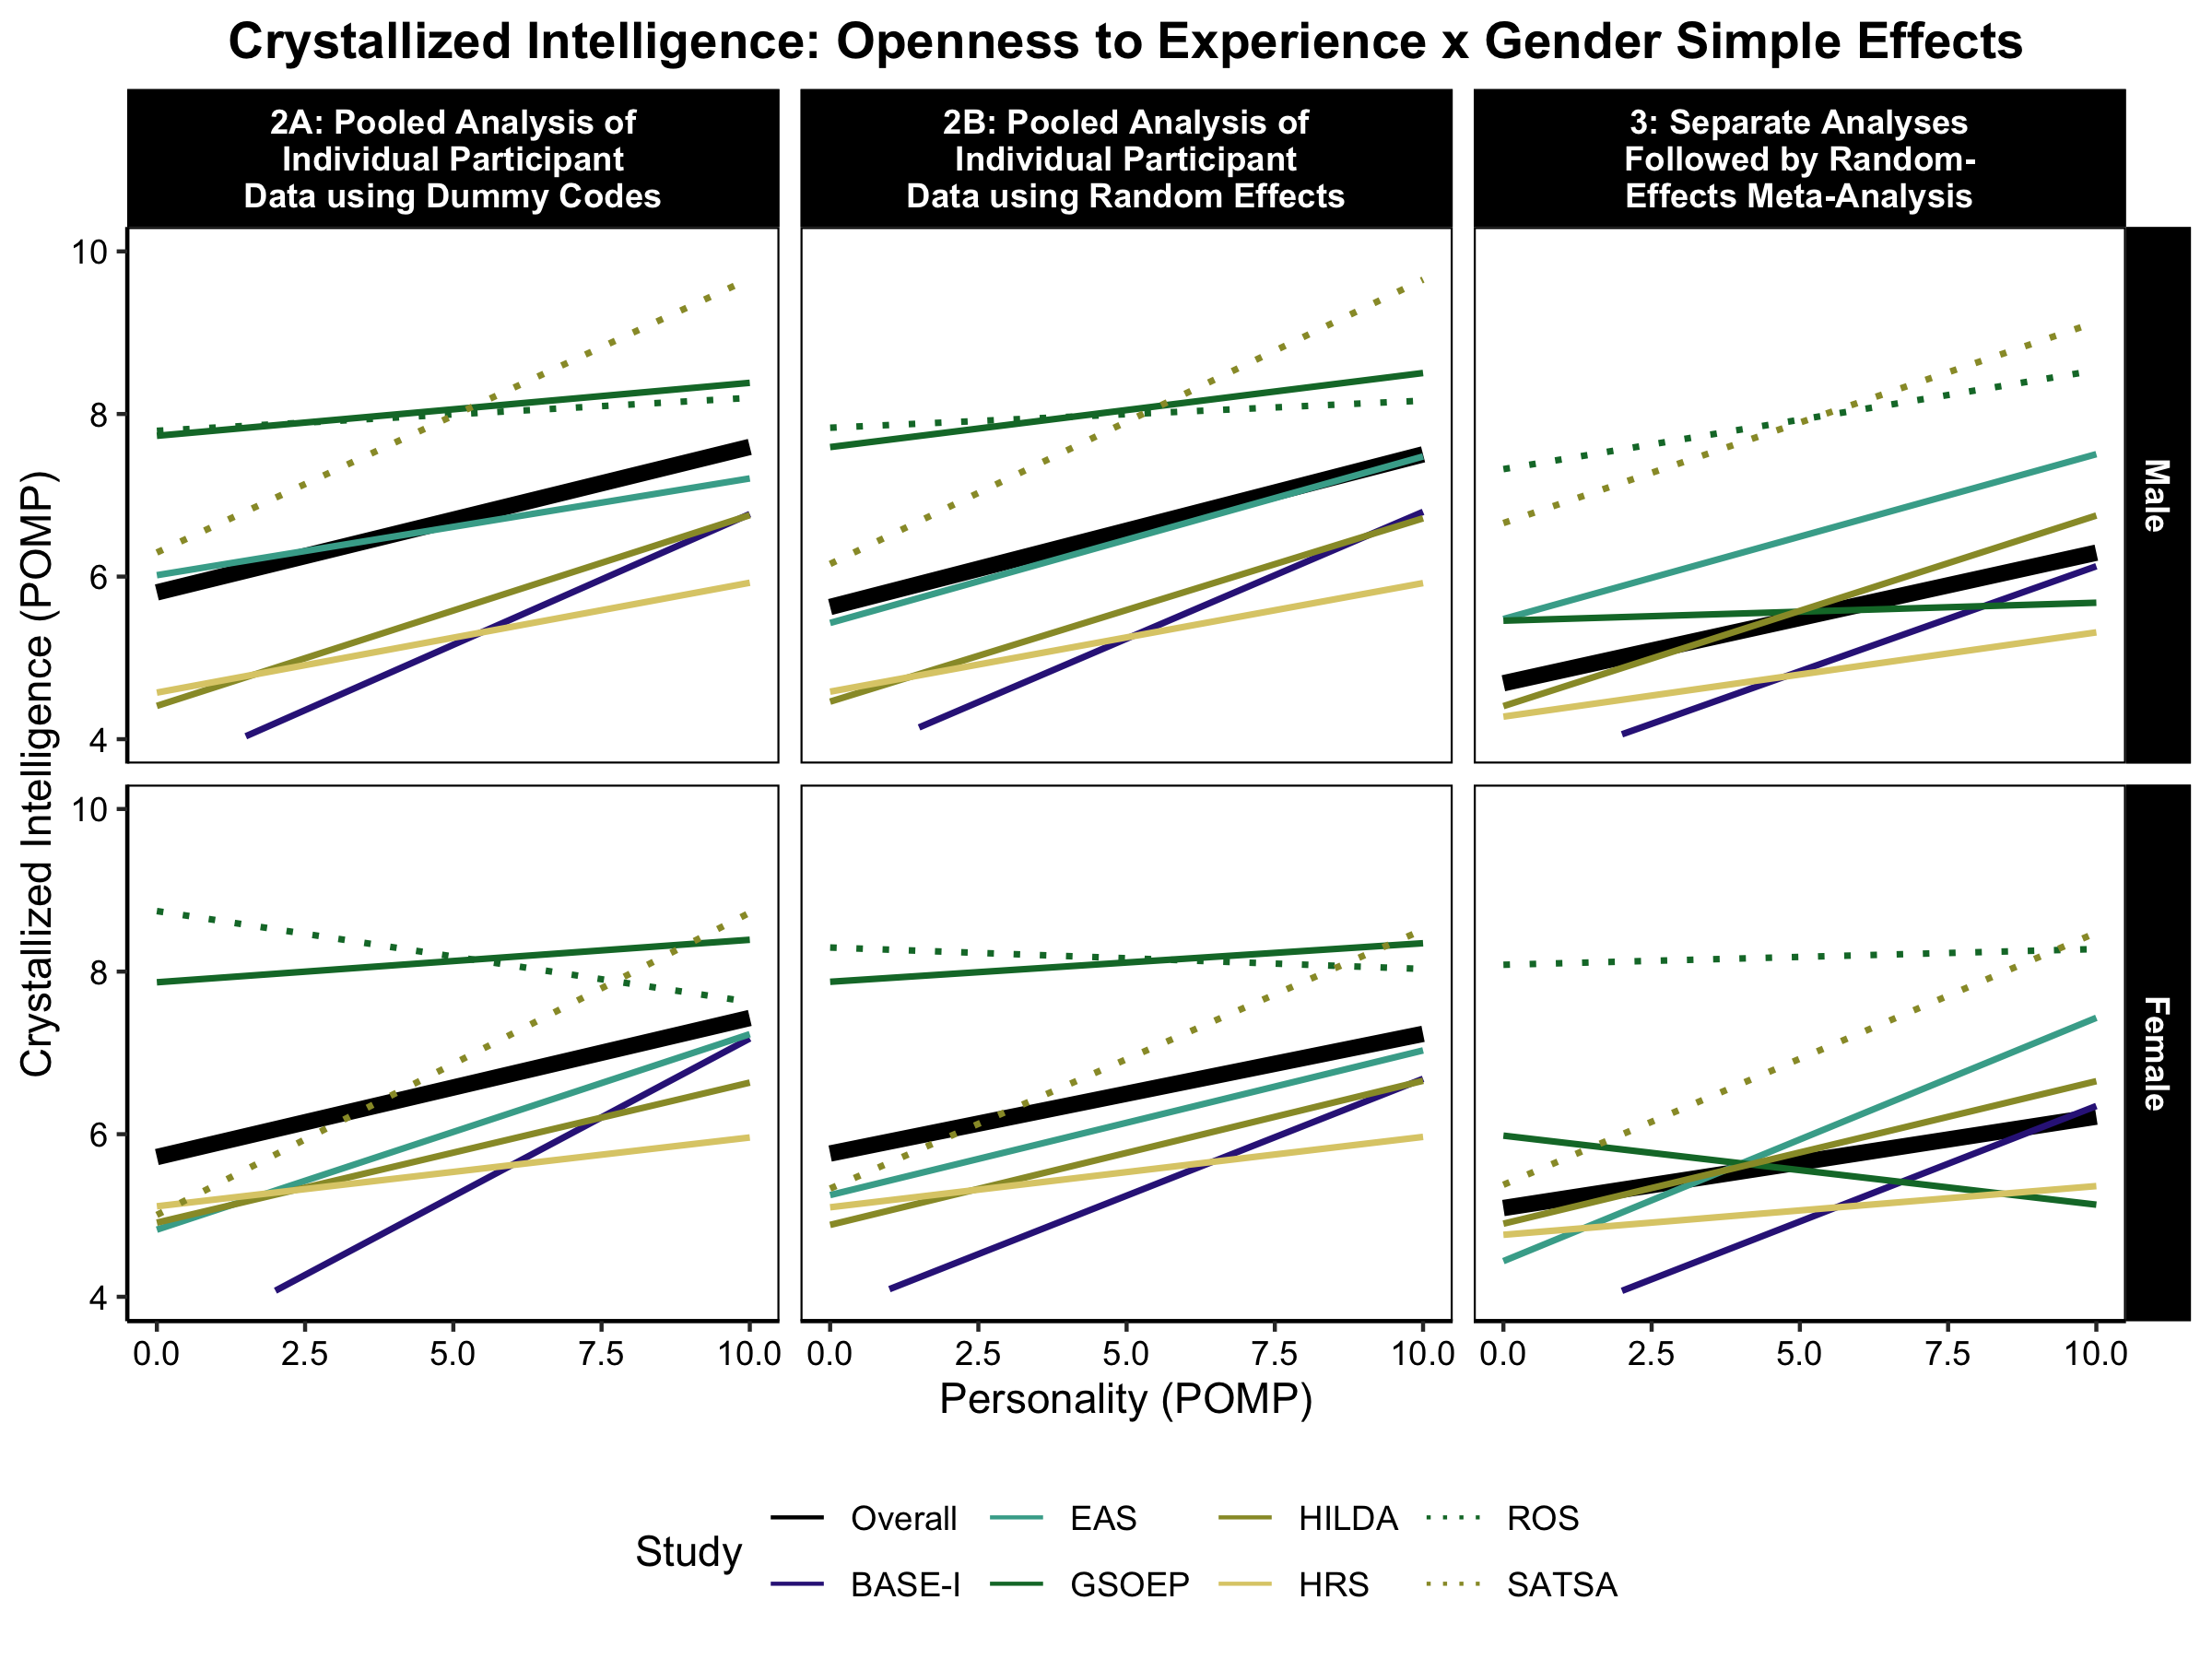 Crystallized Intelligence: Openness to Experience x Gender Simple Effects
2A: Pooled Analysis of
Individual Participant
Data using Dummy Codes
2B: Pooled Analysis of
Individual Participant
Data using Random Effects
3: Separate Analyses
Followed by Random-
Effects Meta-Analysis
Crystallized Intelligence (POMP)
10
8
6
4
Male
10
8
6
4
Female
0.0 2.5 5.0 7.5 10.0
0.0 2.5 5.0 7.5 10.0
0.0 2.5 5.0 7.5 10.0
Personality (POMP)
Study
Overall EAS HILDA ROS
BASE-I GSOEP HRS SATSA